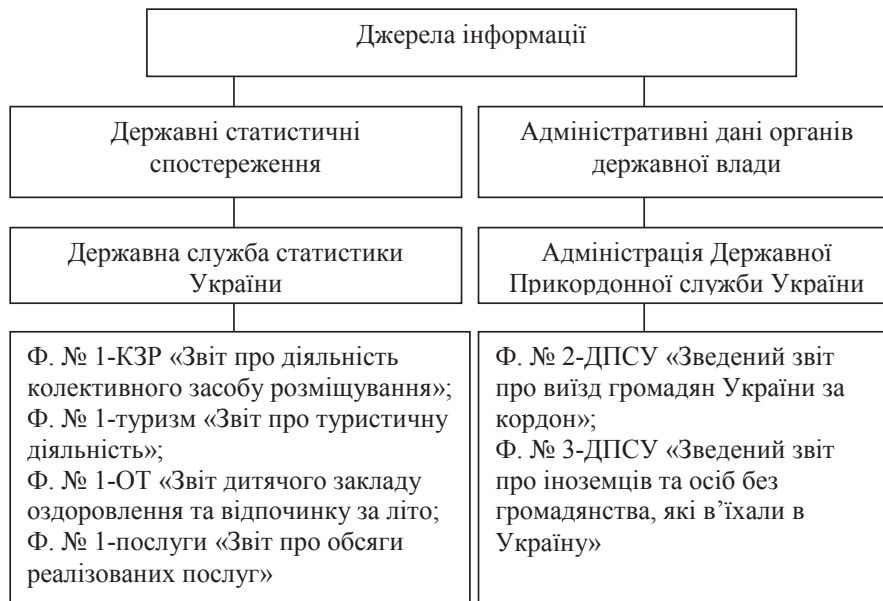 Джерела інформації
Державні статистичні
спостереження
Адміністративні дані органів
державної влади
Державна служба статистики
України
Адміністрація Державної
Прикордонної служби України
Ф. № 1-КЗР «Звіт про діяльність
колективного засобу розміщування»;
Ф. № 1-туризм «Звіт про туристичну
діяльність»;
Ф. № 1-ОТ «Звіт дитячого закладу
оздоровлення та відпочинку за літо;
Ф. № 1-послуги «Звіт про обсяги
реалізованих послуг»
Ф. № 2-ДПСУ «Зведений звіт
про виїзд громадян України за
кордон»;
Ф. № 3-ДПСУ «Зведений звіт
про іноземців та осіб без
громадянства, які в’їхали в
Україну»